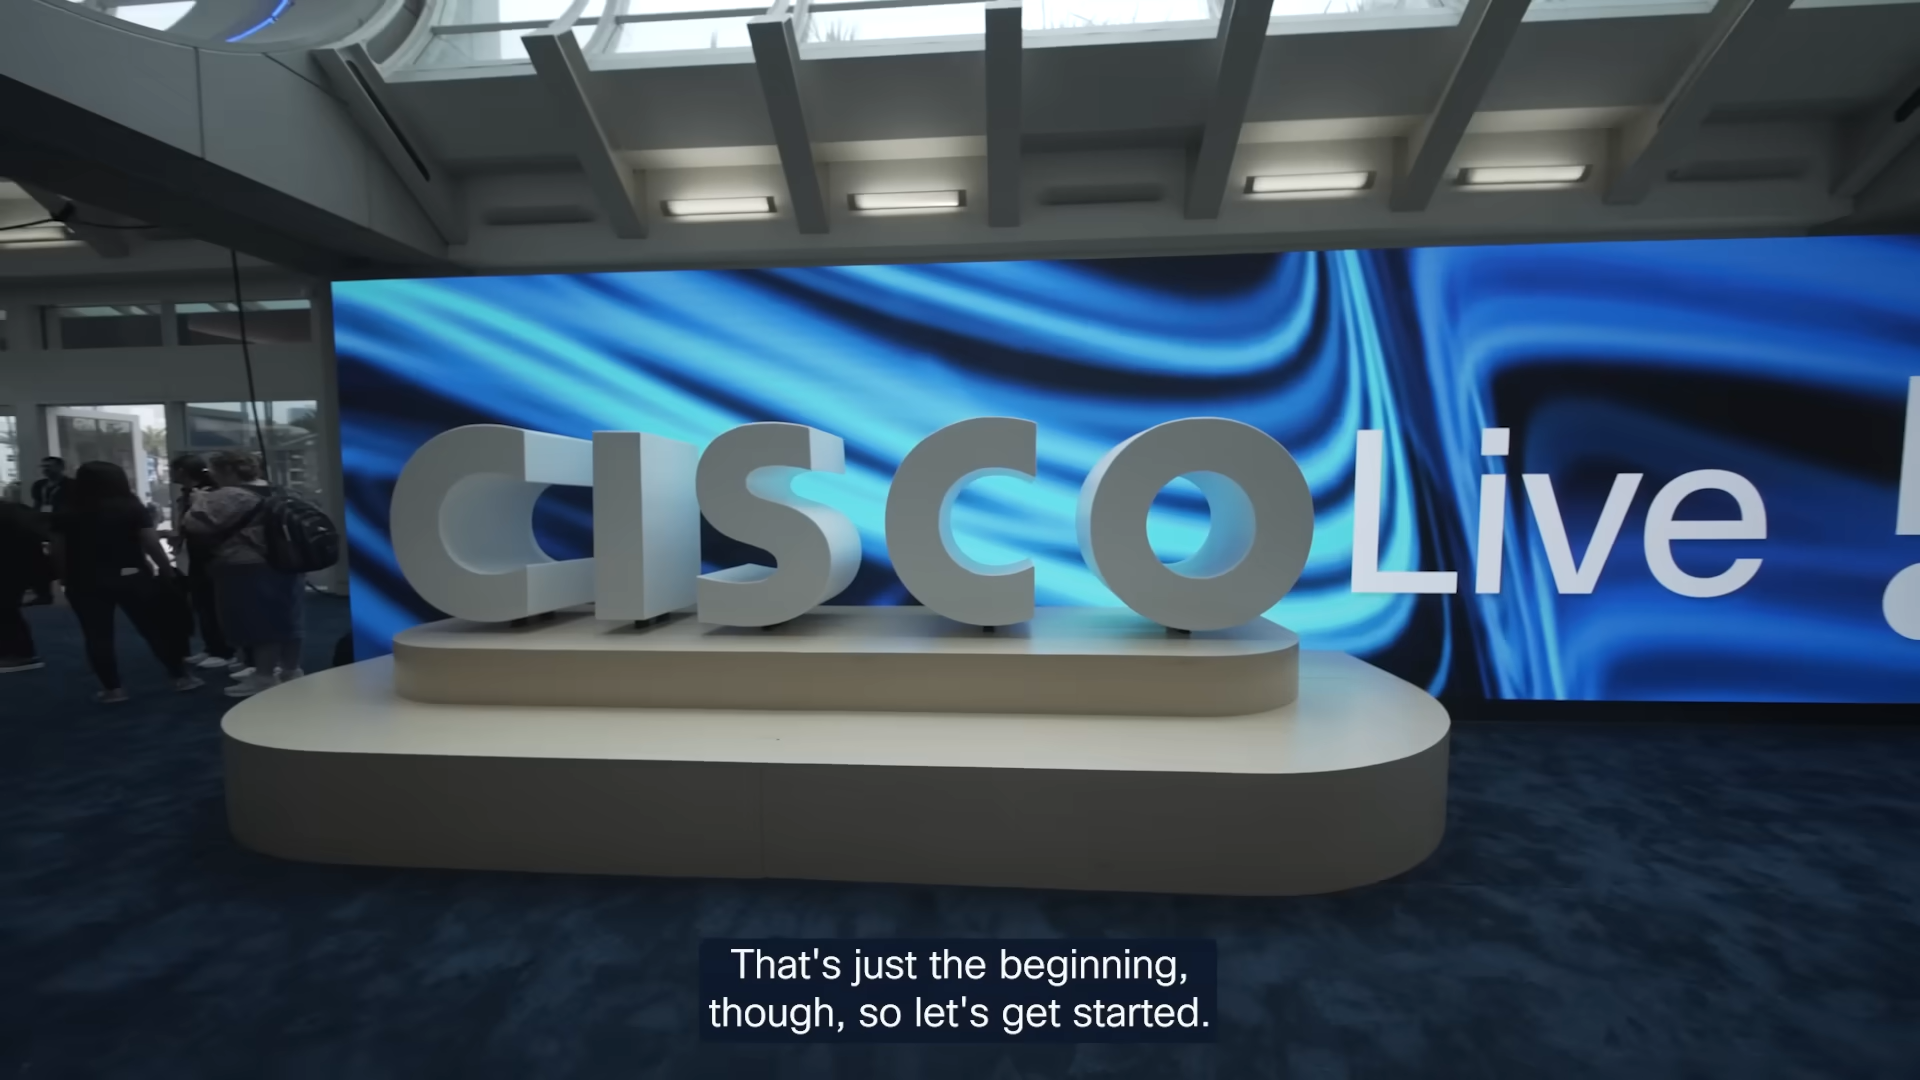 CISCO Live !
That's just the beginning,
though, so let's get started.